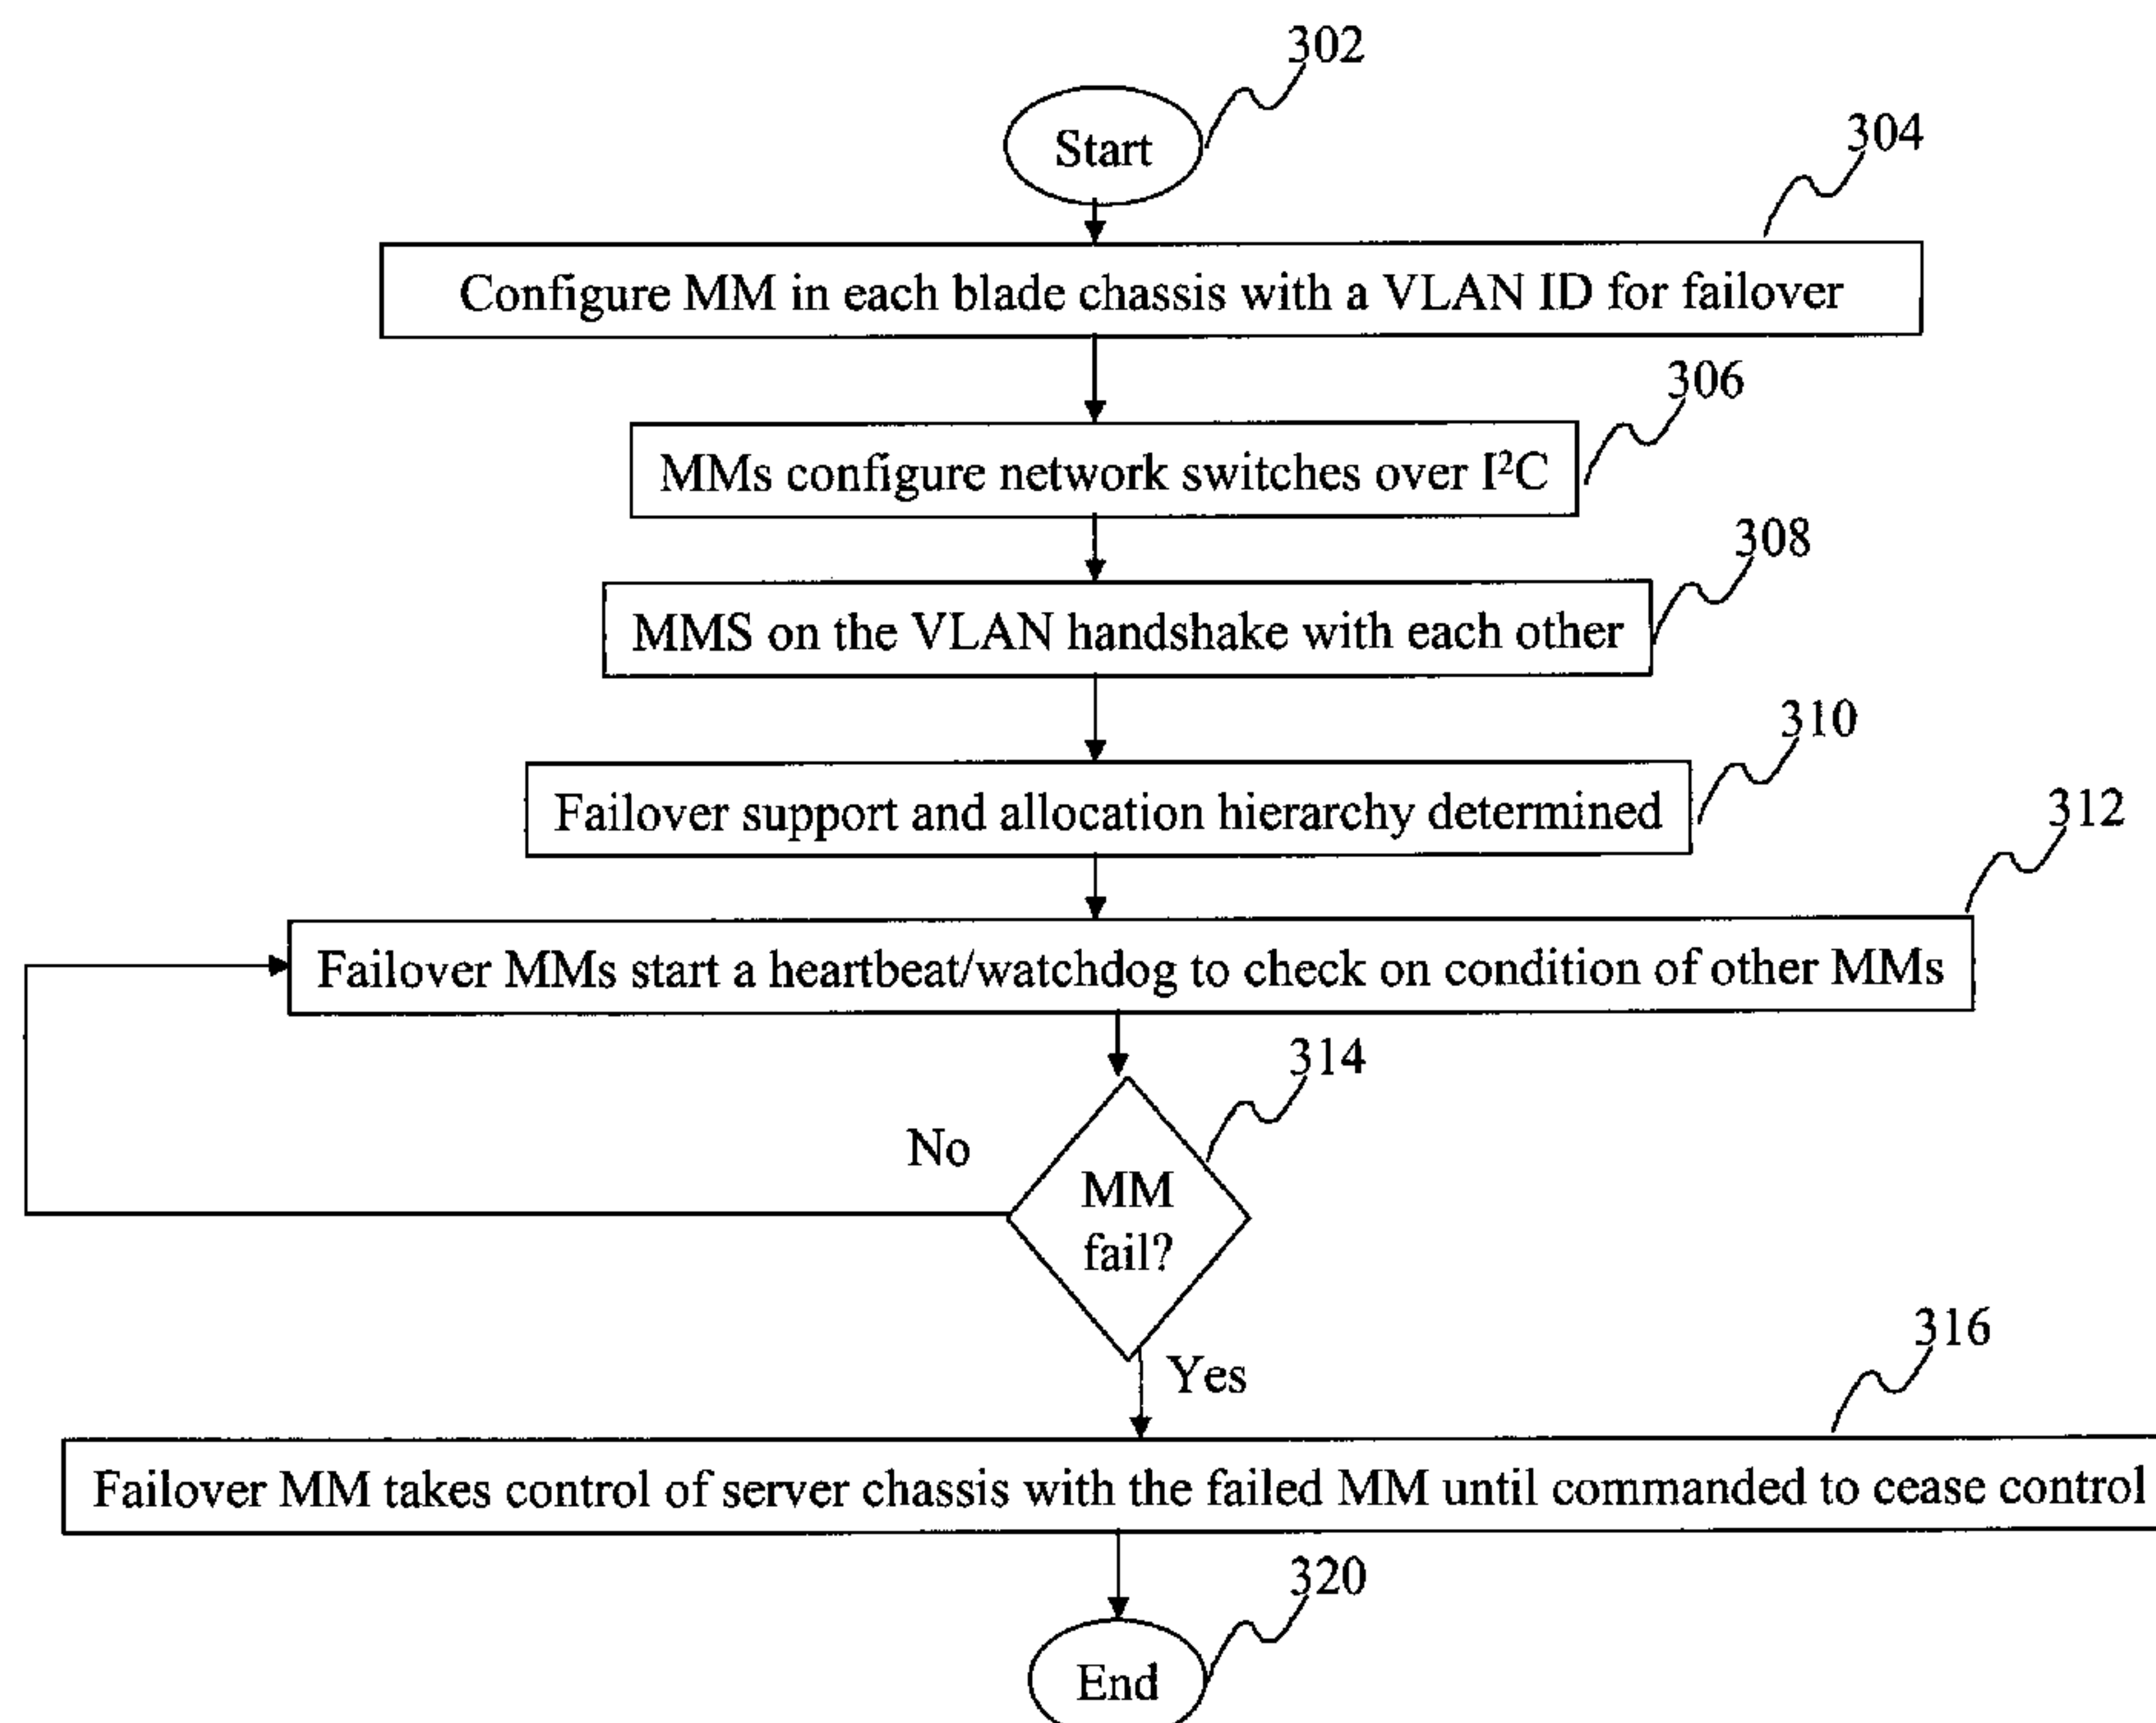 302
Start
304
Configure MM in each blade chassis with a VLAN ID for failover
306
MMs configure network switches over I²C
308
MMS on the VLAN handshake with each other
310
Failover support and allocation hierarchy determined
312
Failover MMs start a heartbeat/watchdog to check on condition of other MMs
314
No
MM
fail?
Yes
316
Failover MM takes control of server chassis with the failed MM until commanded to cease control
320
End